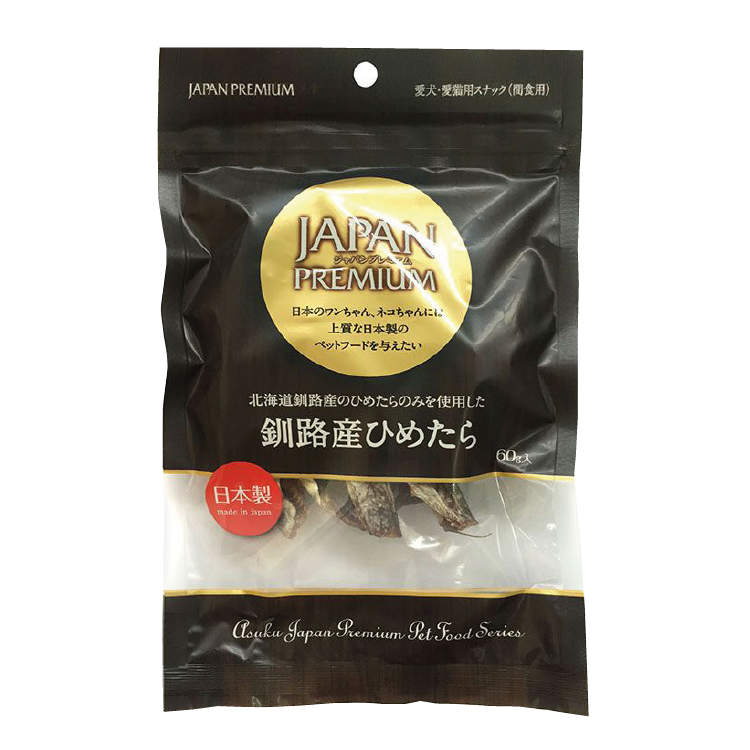 JAPAN PREMIUM
愛犬・愛猫用スナック(間食用)
JAPAN
ジャパンプレミアム
PREMIUM
日本のワンちゃん、ネコちゃんには
上質な日本製の
ペットフードを与えたい
北海道釧路産のひめたらのみを使用した
釧路産ひめたら
60g入
日本製
made in japan
Asuku Japan Premium Pet Food Series